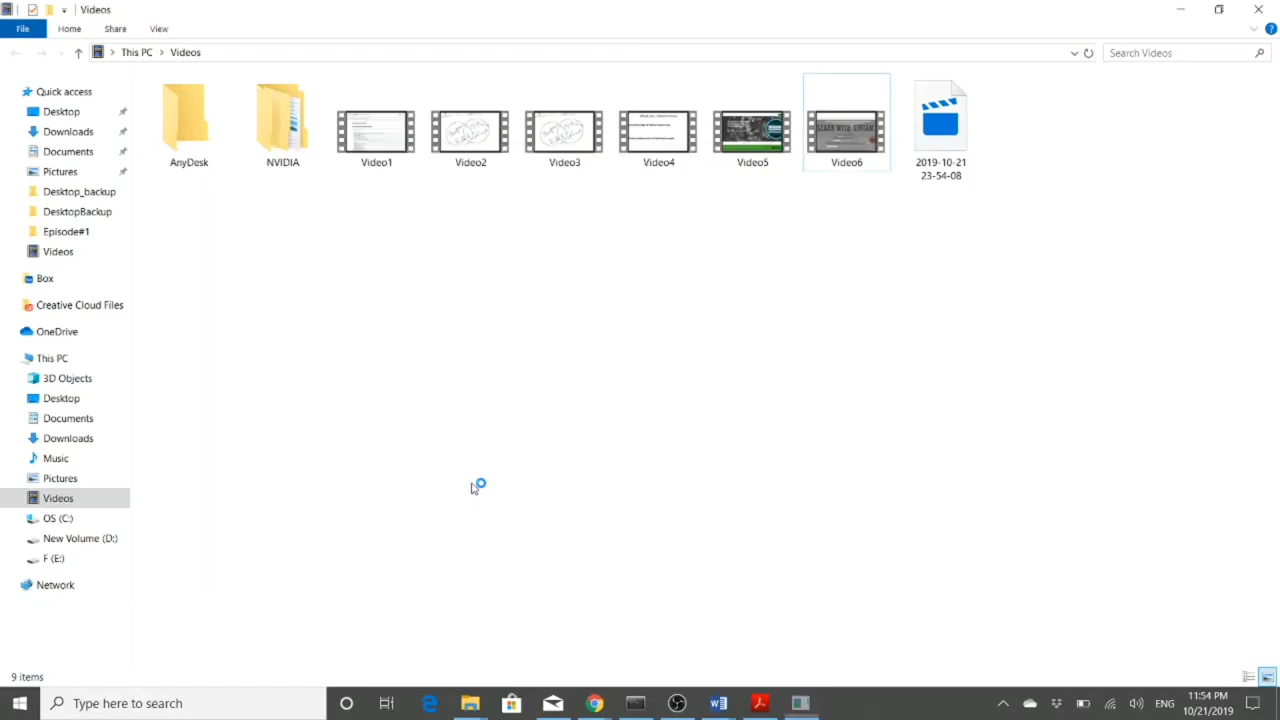 Videos
File
Home
Share
View
This PC
Videos
Search Videos
Quick access
Desktop
Downloads
Documents
Pictures
Desktop_backup
DesktopBackup
Episode#1
Videos
Box
Creative Cloud Files
OneDrive
This PC
3D Objects
Desktop
Documents
Downloads
Music
Pictures
Videos
OS (C:)
New Volume (D:)
F (E:)
Network
AnyDesk
NVIDIA
Video1
Video2
Video3
Video4
Video5
Video6
2019-10-21
23-54-08
9 items
Type here to search
ENG
11:54 PM
10/21/2019